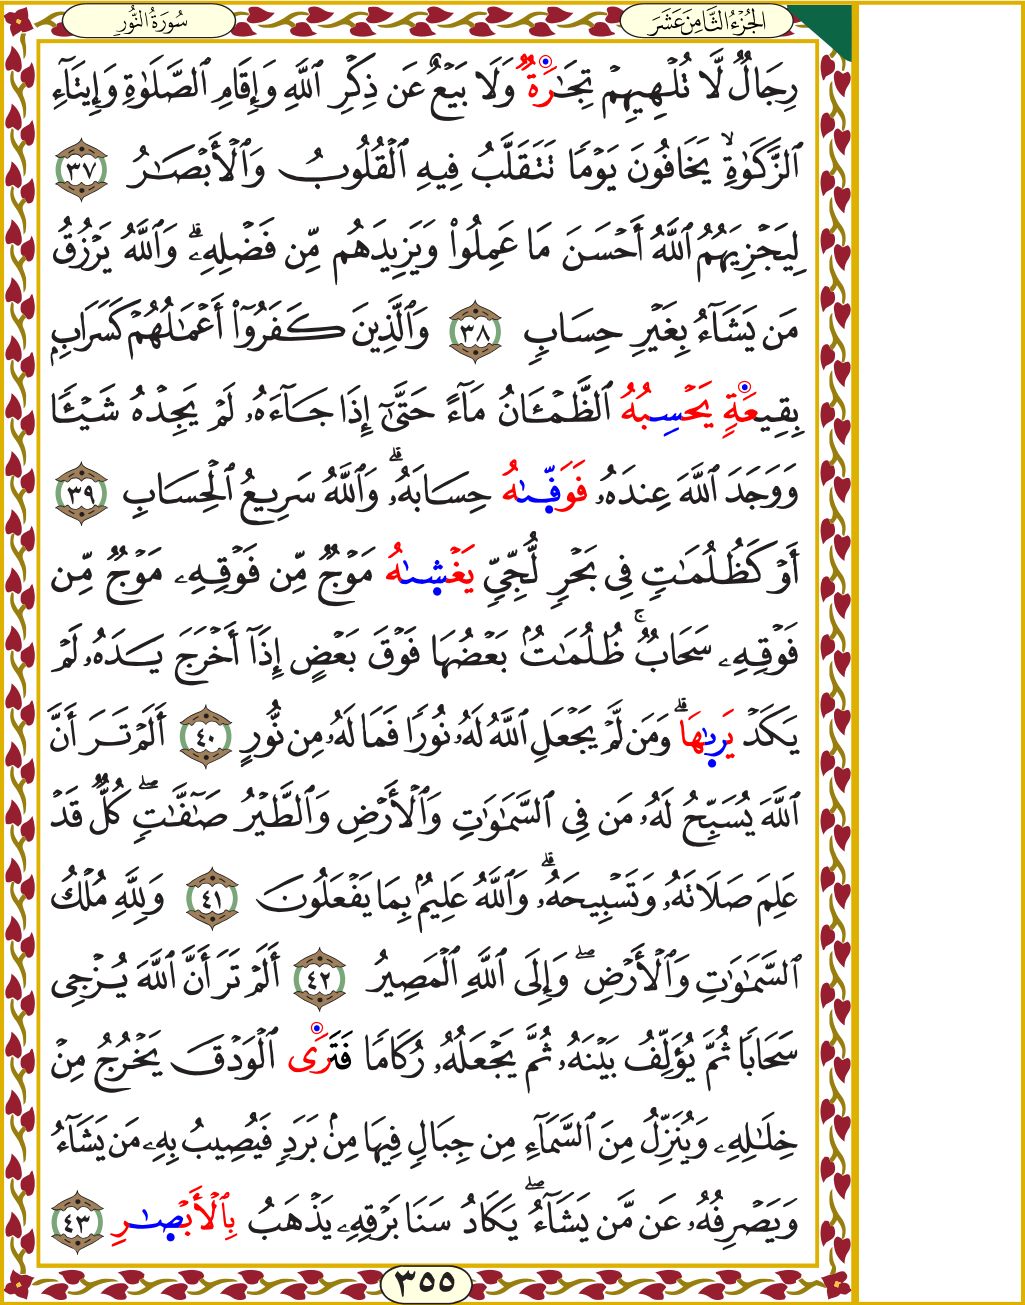 الجُزْءُ الثَّامِنَ عَشَرَ
سُورَةُ النُّورِ
رِجَالٌ لَّا تُلْهِيهِمْ تِجَٰرَةٌ وَلَا بَيْعٌ عَن ذِكْرِ ٱللَّهِ وَإِقَامِ ٱلصَّلَوٰةِ وَإِيتَآءِ
ٱلزَّكَوٰةِۙ يَخَافُونَ يَوْمًا تَتَقَلَّبُ فِيهِ ٱلْقُلُوبُ وَٱلْأَبْصَٰرُ ٣٧
لِيَجْزِيَهُمُ ٱللَّهُ أَحْسَنَ مَا عَمِلُوا۟ وَيَزِيدَهُم مِّن فَضْلِهِۦۗ وَٱللَّهُ يَرْزُقُ
مَن يَشَآءُ بِغَيْرِ حِسَابٍ ٣٨ وَٱلَّذِينَ كَفَرُوٓا۟ أَعْمَٰلُهُمْ كَسَرَابٍۭ
بِقِيعَةٍ يَحْسِبُهُ ٱلظَّمْـَٔانُ مَآءً حَتَّىٰٓ إِذَا جَآءَهُۥ لَمْ يَجِدْهُ شَيْـًٔا
وَوَجَدَ ٱللَّهَ عِندَهُۥ فَوَفَّىٰهُ حِسَابَهُۥۗ وَٱللَّهُ سَرِيعُ ٱلْحِسَابِ ٣٩
أَوْ كَظُلُمَٰتٍ فِى بَحْرٍ لُّجِّىٍّ يَغْشَىٰهُ مَوْجٌ مِّن فَوْقِهِۦ مَوْجٌ مِّن
فَوْقِهِۦ سَحَابٌۚ ظُلُمَٰتٌۢ بَعْضُهَا فَوْقَ بَعْضٍ إِذَآ أَخْرَجَ يَدَهُۥ لَمْ
يَكَدْ يَرَىٰهَاۗ وَمَن لَّمْ يَجْعَلِ ٱللَّهُ لَهُۥ نُورًا فَمَا لَهُۥ مِن نُّورٍ ٤٠ أَلَمْ تَرَ أَنَّ
ٱللَّهَ يُسَبِّحُ لَهُۥ مَن فِى ٱلسَّمَٰوَٰتِ وَٱلْأَرْضِ وَٱلطَّيْرُ صَٰٓفَّٰتٍۖ كُلٌّ قَدْ
عَلِمَ صَلَاتَهُۥ وَتَسْبِيحَهُۥۗ وَٱللَّهُ عَلِيمٌۢ بِمَا يَفْعَلُونَ ٤١ وَلِلَّهِ مُلْكُ
ٱلسَّمَٰوَٰتِ وَٱلْأَرْضِۖ وَإِلَى ٱللَّهِ ٱلْمَصِيرُ ٤٢ أَلَمْ تَرَ أَنَّ ٱللَّهَ يُزْجِى
سَحَابًا ثُمَّ يُؤَلِّفُ بَيْنَهُۥ ثُمَّ يَجْعَلُهُۥ رُكَامًا فَتَرَى ٱلْوَدْقَ يَخْرُجُ مِنْ
خِلَٰلِهِۦ وَيُنَزِّلُ مِنَ ٱلسَّمَآءِ مِن جِبَالٍ فِيهَا مِنۢ بَرَدٍ فَيُصِيبُ بِهِۦ مَن يَشَآءُ
وَيَصْرِفُهُۥ عَن مَّن يَشَآءُۖ يَكَادُ سَنَا بَرْقِهِۦ يَذْهَبُ بِٱلْأَبْصَٰرِ ٤٣
٣٥٥